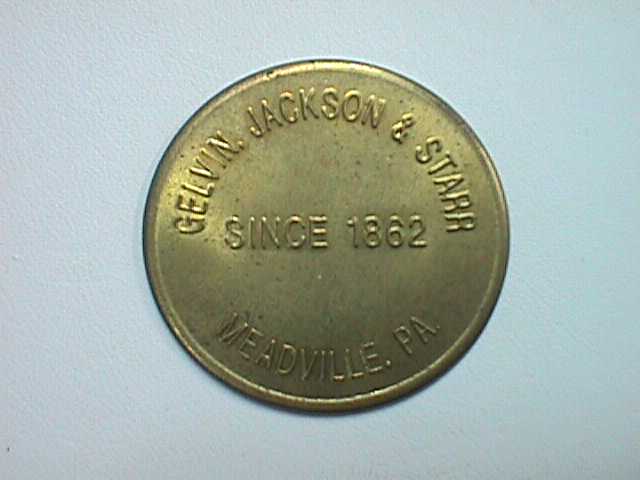 GELVIN, JACKSON & STARR
SINCE 1862
MEADVILLE, PA.